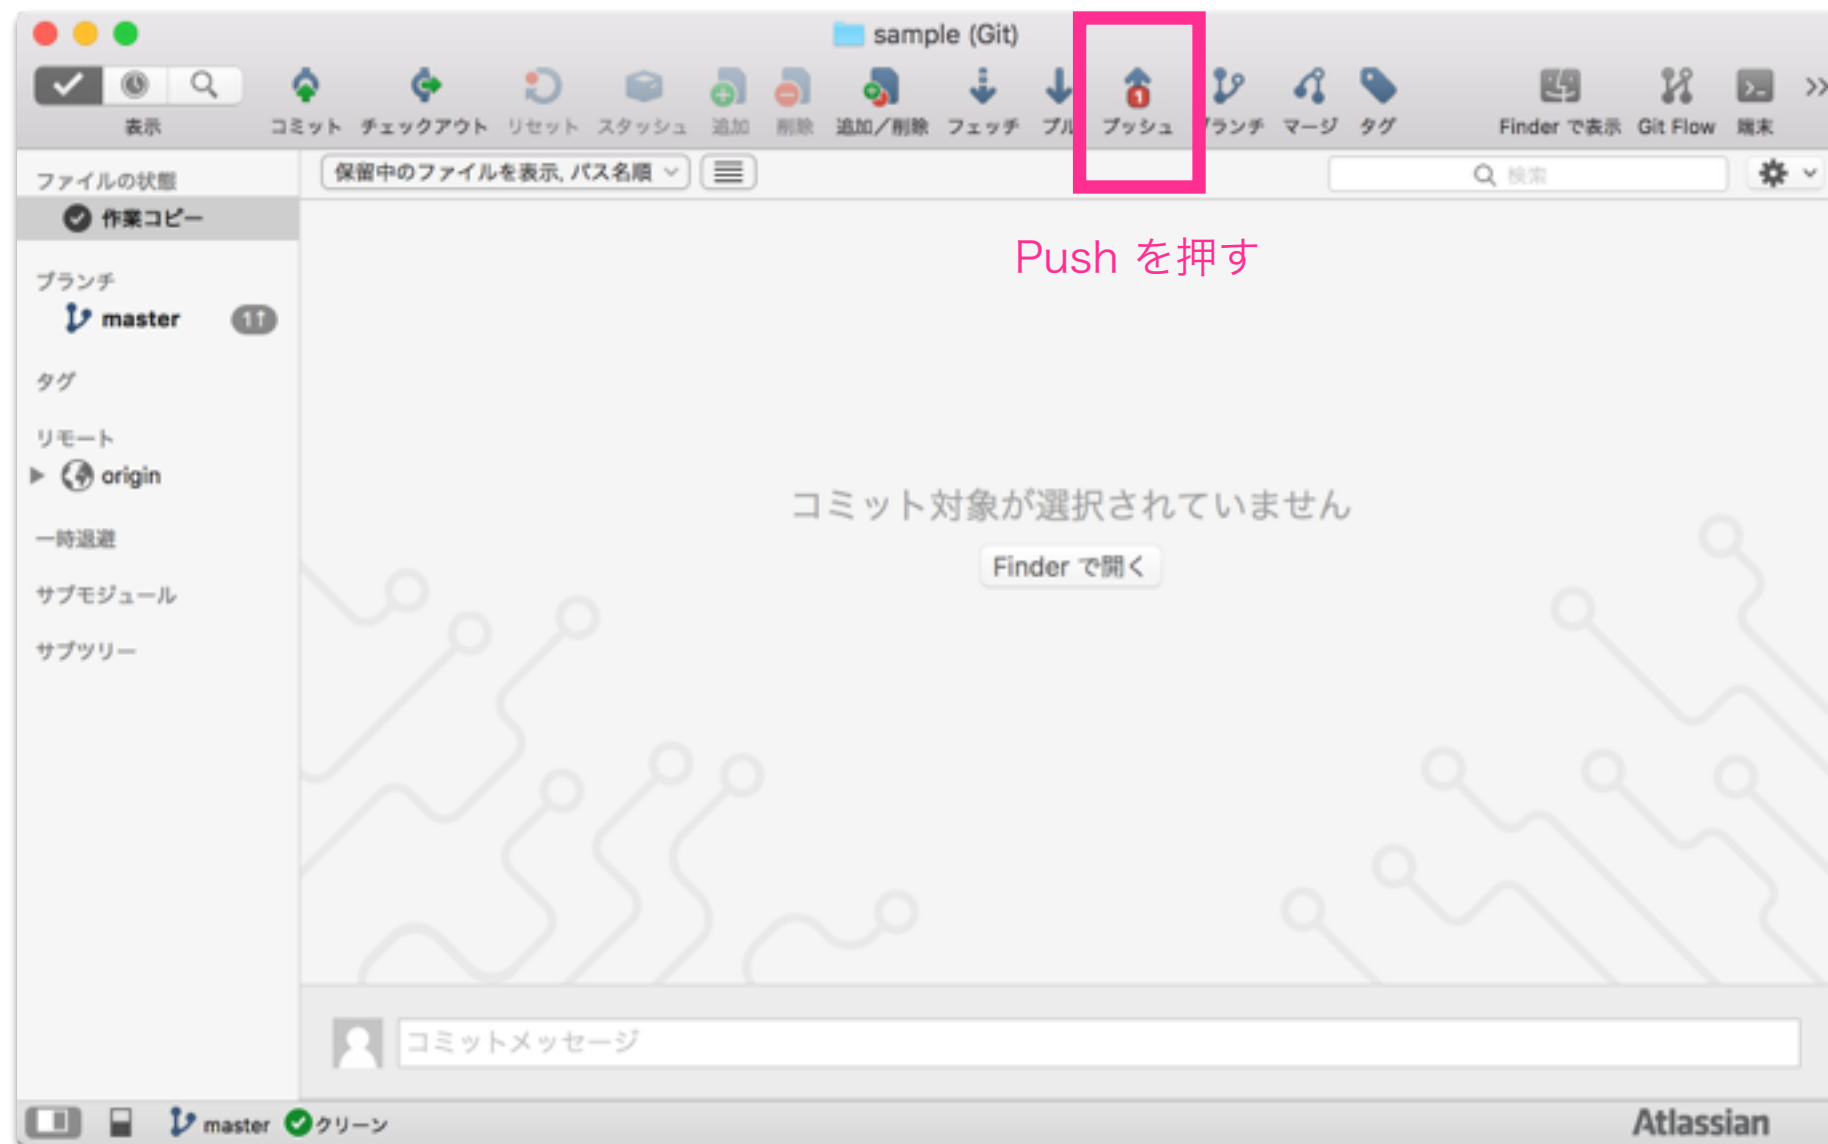 sample (Git)
表示
コミット チェックアウト リセット スタッシュ 追加 削除 追加/削除 フェッチ プル プッシュ ブランチ マージ タグ Finder で表示 Git Flow 端末
保留中のファイルを表示, パス名順
検索
Push を押す
ファイルの状態
作業コピー
ブランチ
master 1↑
タグ
リモート
origin
一時退避
サブモジュール
サブツリー
コミット対象が選択されていません
Finder で開く
コミットメッセージ
master クリーン
Atlassian